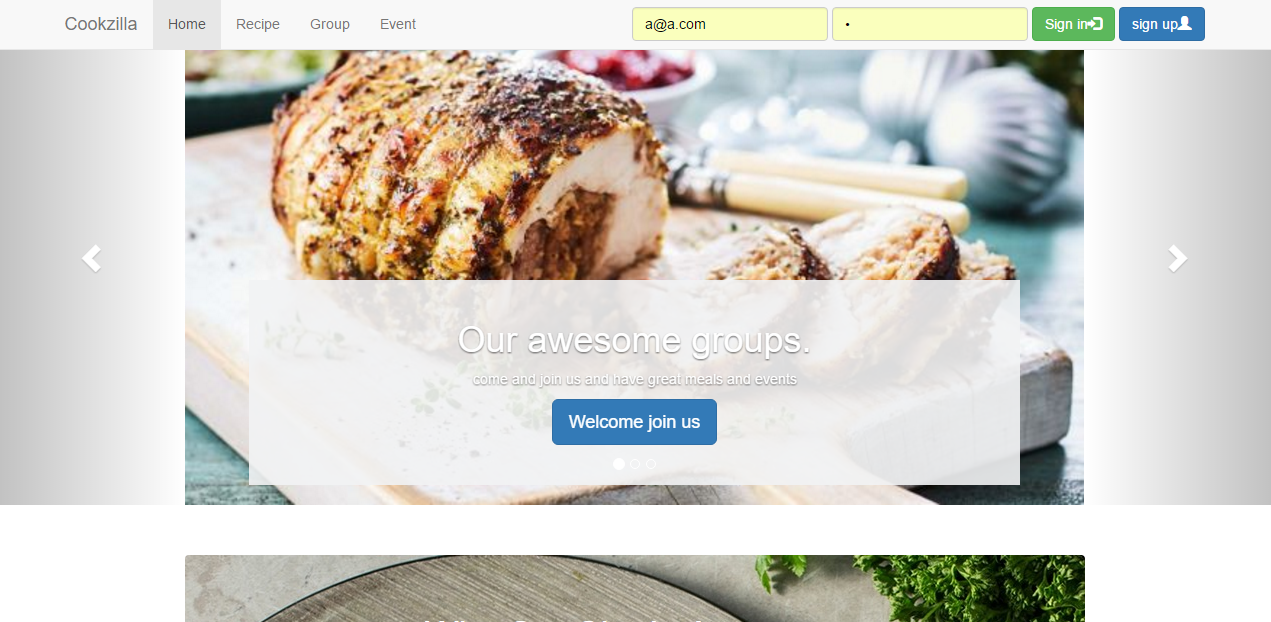 Cookzilla Home Recipe Group Event a@a.com • Sign in sign up
Our awesome groups.
come and join us and have great meals and events
Welcome join us